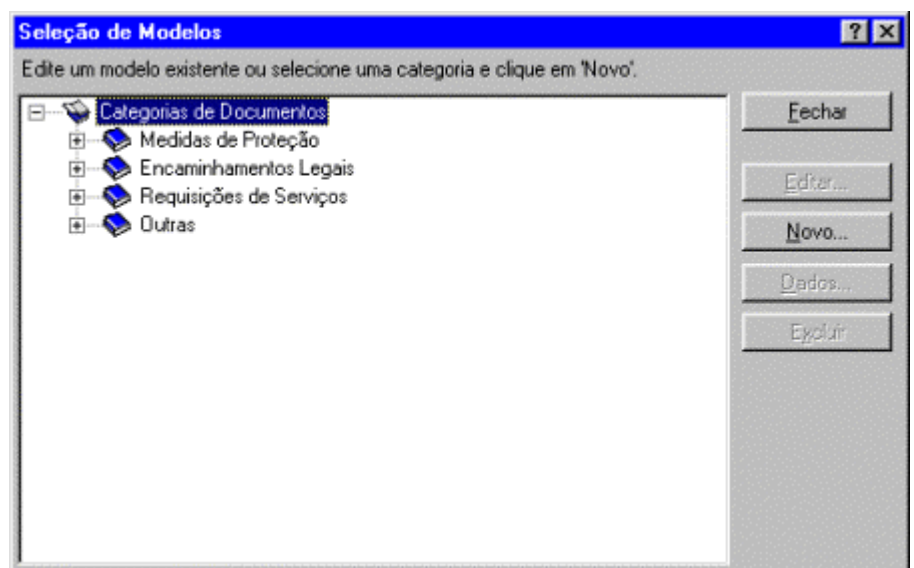 Seleção de Modelos
Edite um modelo existente ou selecione uma categoria e clique em 'Novo'.
Categorias de Documentos
Medidas de Proteção
Encaminhamentos Legais
Requisições de Serviços
Outras
Fechar
Editar...
Novo...
Dados...
Excluir